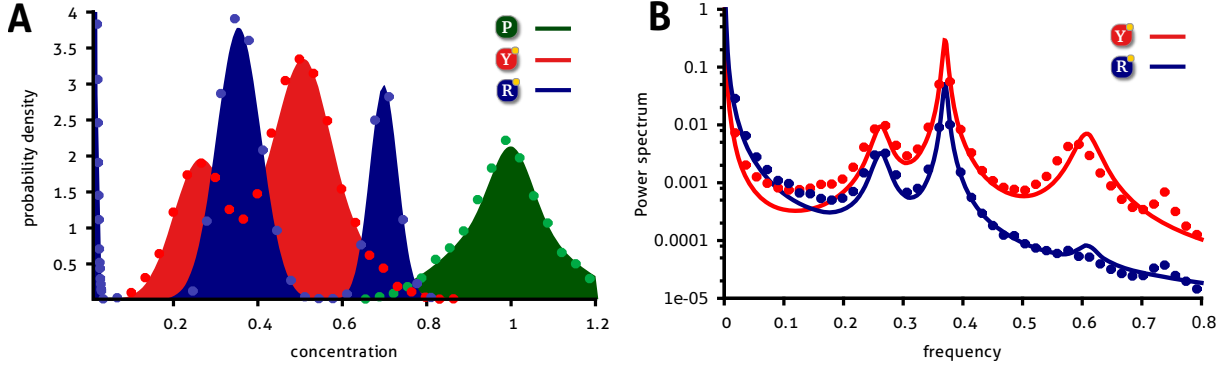 A
4
3.5
3
2.5
2
1.5
1
0.5
probability density
0.2
0.4
0.6
0.8
1
1.2
concentration
P
Y
R
B
1
0.1
0.01
0.001
0.0001
1e-05
Power spectrum
0
0.1
0.2
0.3
0.4
0.5
0.6
0.7
0.8
frequency
Y
R